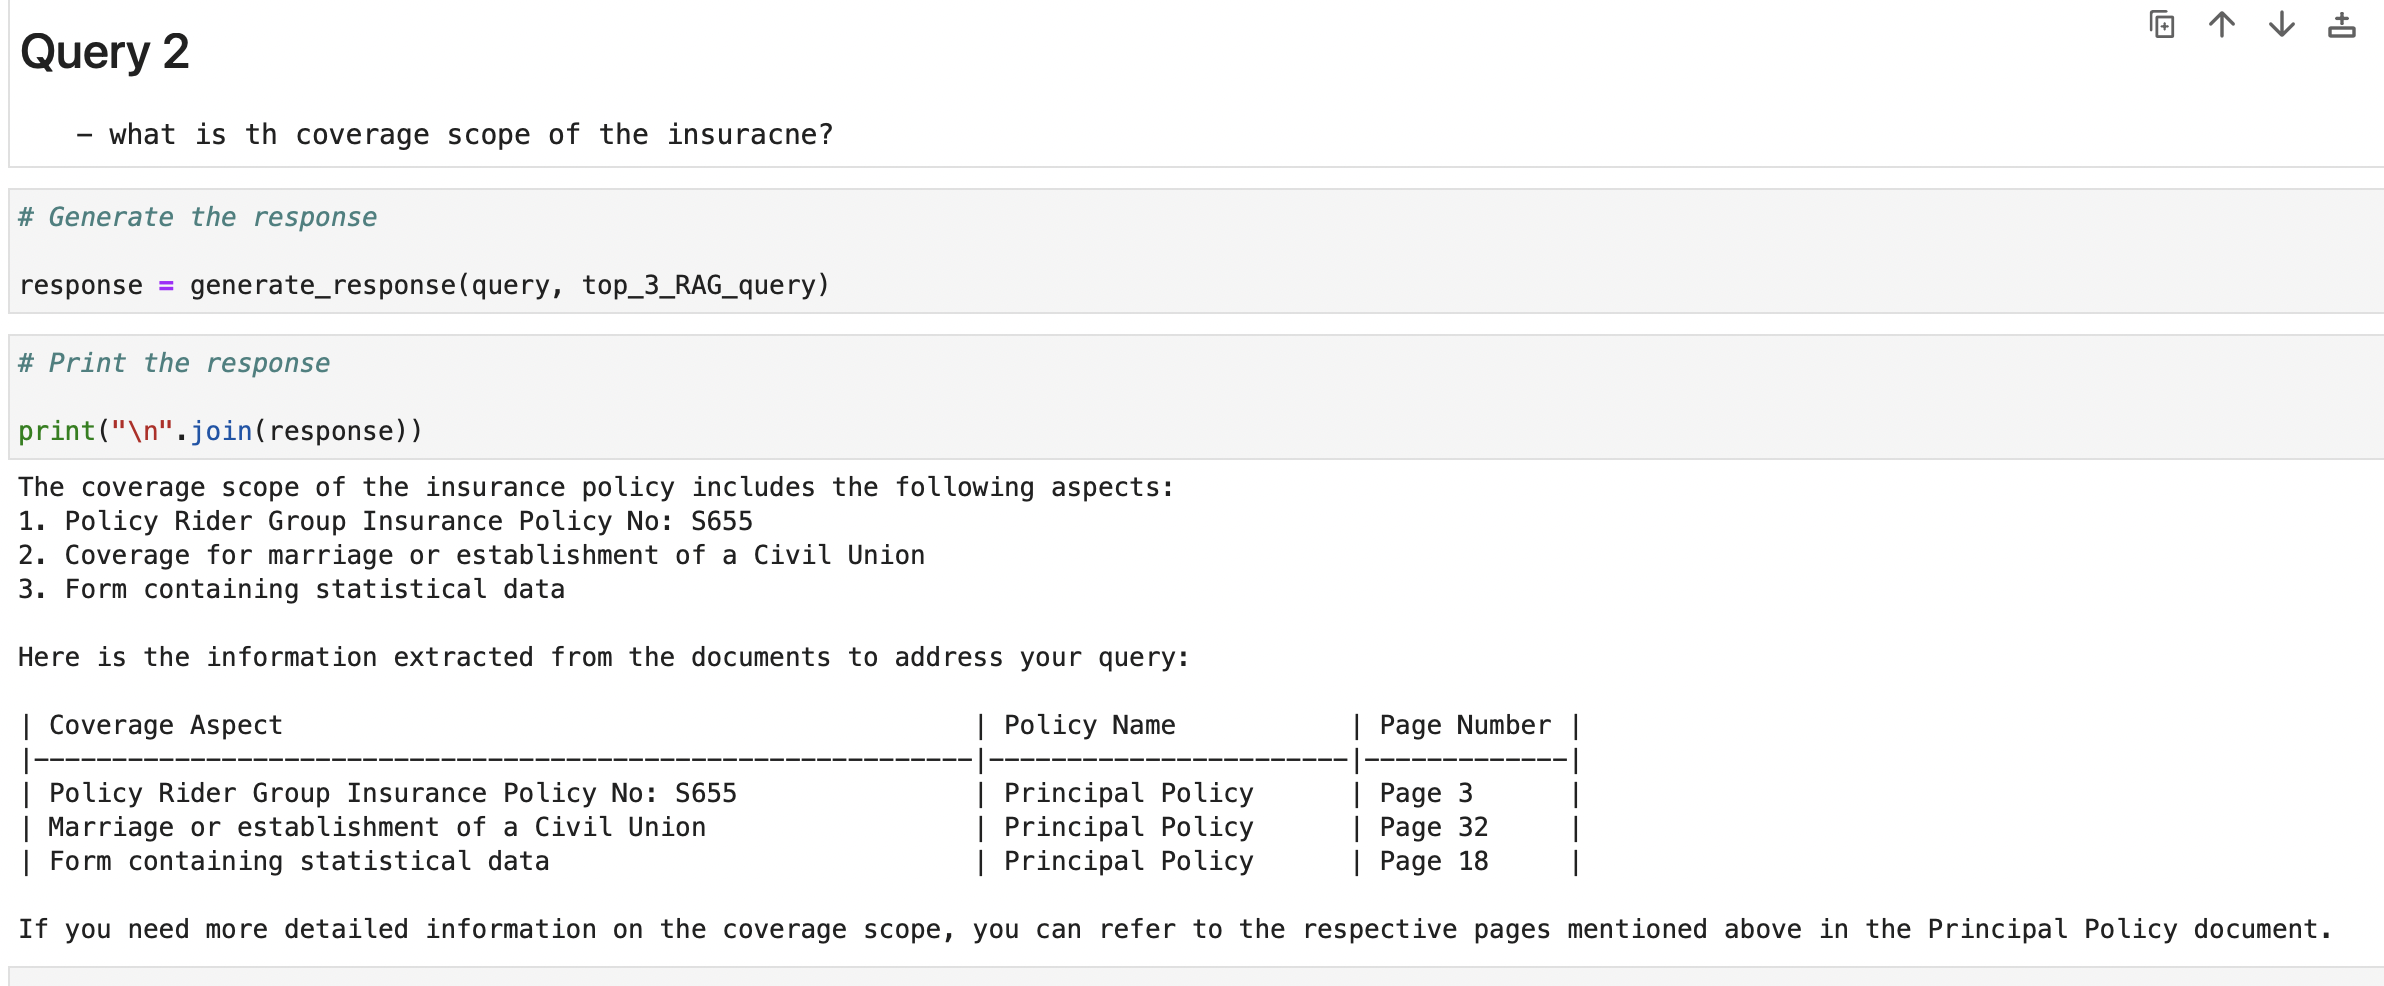 Query 2
– what is th coverage scope of the insuracne?
# Generate the response
response = generate_response(query, top_3_RAG_query)
# Print the response
print("\n".join(response))
The coverage scope of the insurance policy includes the following aspects:
1. Policy Rider Group Insurance Policy No: S655
2. Coverage for marriage or establishment of a Civil Union
3. Form containing statistical data
Here is the information extracted from the documents to address your query:
| Coverage Aspect | Policy Name | Page Number |
|------------------------------------------------------------|-----------------------|-------------|
| Policy Rider Group Insurance Policy No: S655 | Principal Policy | Page 3 |
| Marriage or establishment of a Civil Union | Principal Policy | Page 32 |
| Form containing statistical data | Principal Policy | Page 18 |
If you need more detailed information on the coverage scope, you can refer to the respective pages mentioned above in the Principal Policy document.